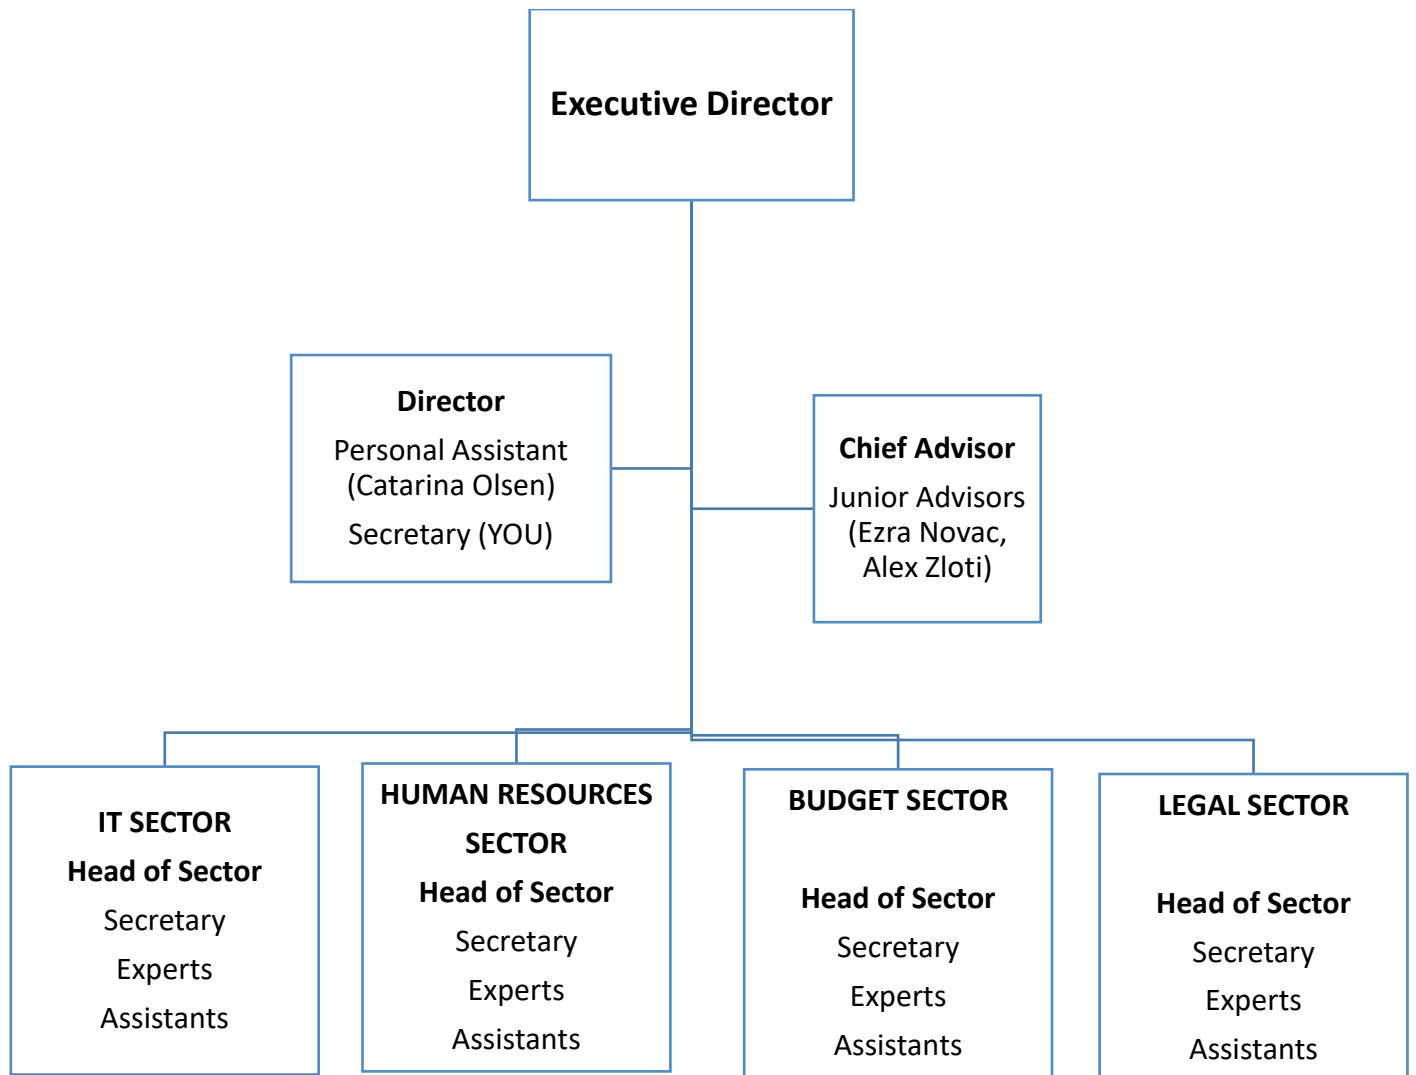 Executive Director
Director
Personal Assistant
(Catarina Olsen)
Secretary (YOU)
Chief Advisor
Junior Advisors
(Ezra Novac,
Alex Zloti)
IT SECTOR
Head of Sector
Secretary
Experts
Assistants
HUMAN RESOURCES
SECTOR
Head of Sector
Secretary
Experts
Assistants
BUDGET SECTOR
Head of Sector
Secretary
Experts
Assistants
LEGAL SECTOR
Head of Sector
Secretary
Experts
Assistants